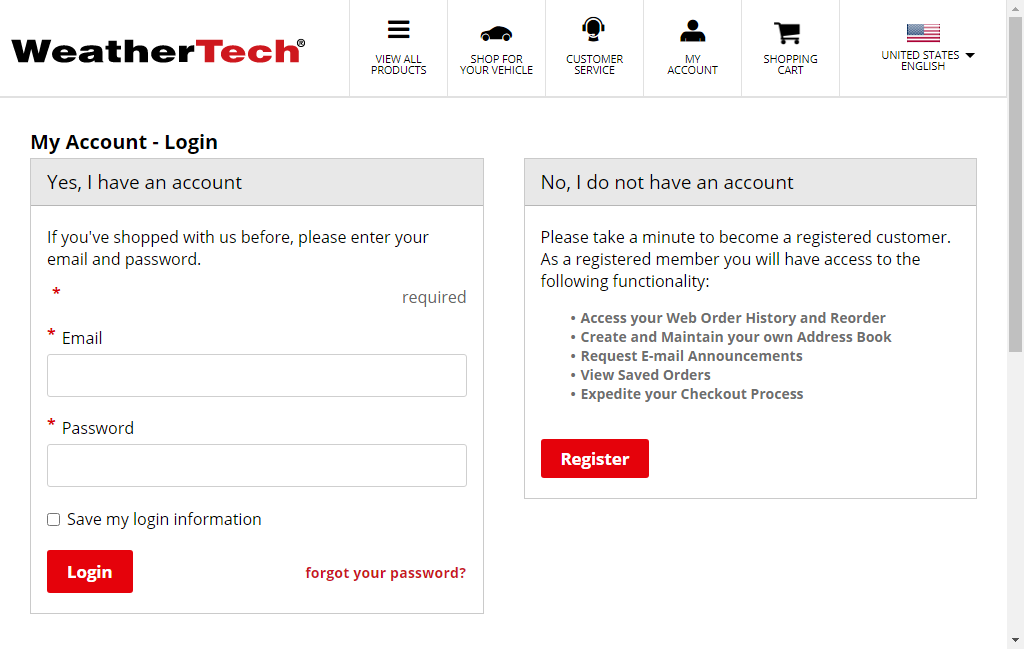 WeatherTech®
VIEW ALL
PRODUCTS
SHOP FOR
YOUR VEHICLE
CUSTOMER
SERVICE
MY
ACCOUNT
SHOPPING
CART
UNITED STATES
ENGLISH
My Account - Login
Yes, I have an account
If you've shopped with us before, please enter your
email and password.
* required
* Email
* Password
Save my login information
Login
forgot your password?
No, I do not have an account
Please take a minute to become a registered customer.
As a registered member you will have access to the
following functionality:
• Access your Web Order History and Reorder
• Create and Maintain your own Address Book
• Request E-mail Announcements
• View Saved Orders
• Expedite your Checkout Process
Register